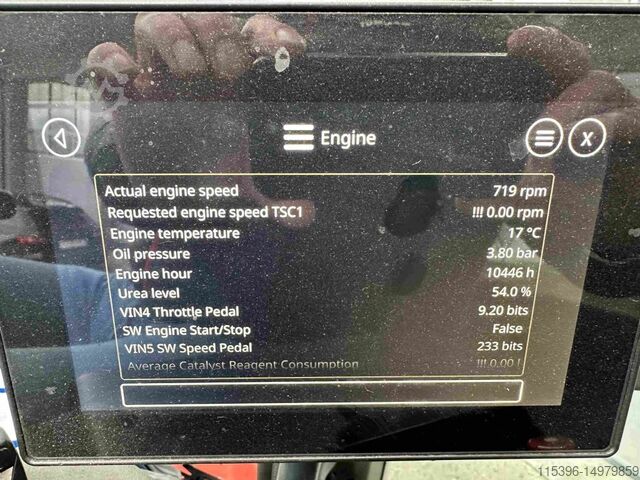 Engine
X
Actual engine speed 719 rpm
Requested engine speed TSC1 !!! 0.00 rpm
Engine temperature 17 °C
Oil pressure 3.80 bar
Engine hour 10446 h
Urea level 54.0 %
VIN4 Throttle Pedal 9.20 bits
SW Engine Start/Stop False
VIN5 SW Speed Pedal 233 bits
Average Catalyst Reagent Consumption !!! 0.00 l
115396-14979859